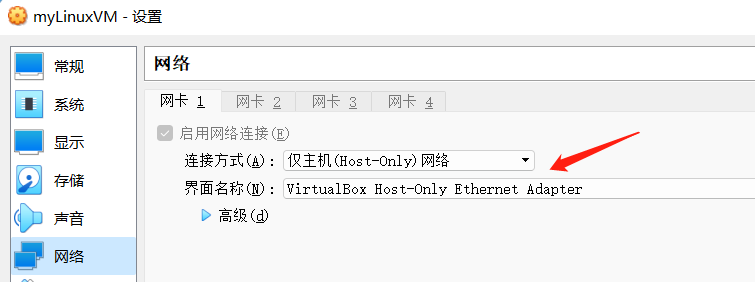 myLinuxVM - 设置
常规
系统
显示
存储
声音
网络
网络
网卡 1 网卡 2 网卡 3 网卡 4
启用网络连接(E)
连接方式(A): 仅主机(Host-Only)网络
界面名称(N): VirtualBox Host-Only Ethernet Adapter
高级(d)